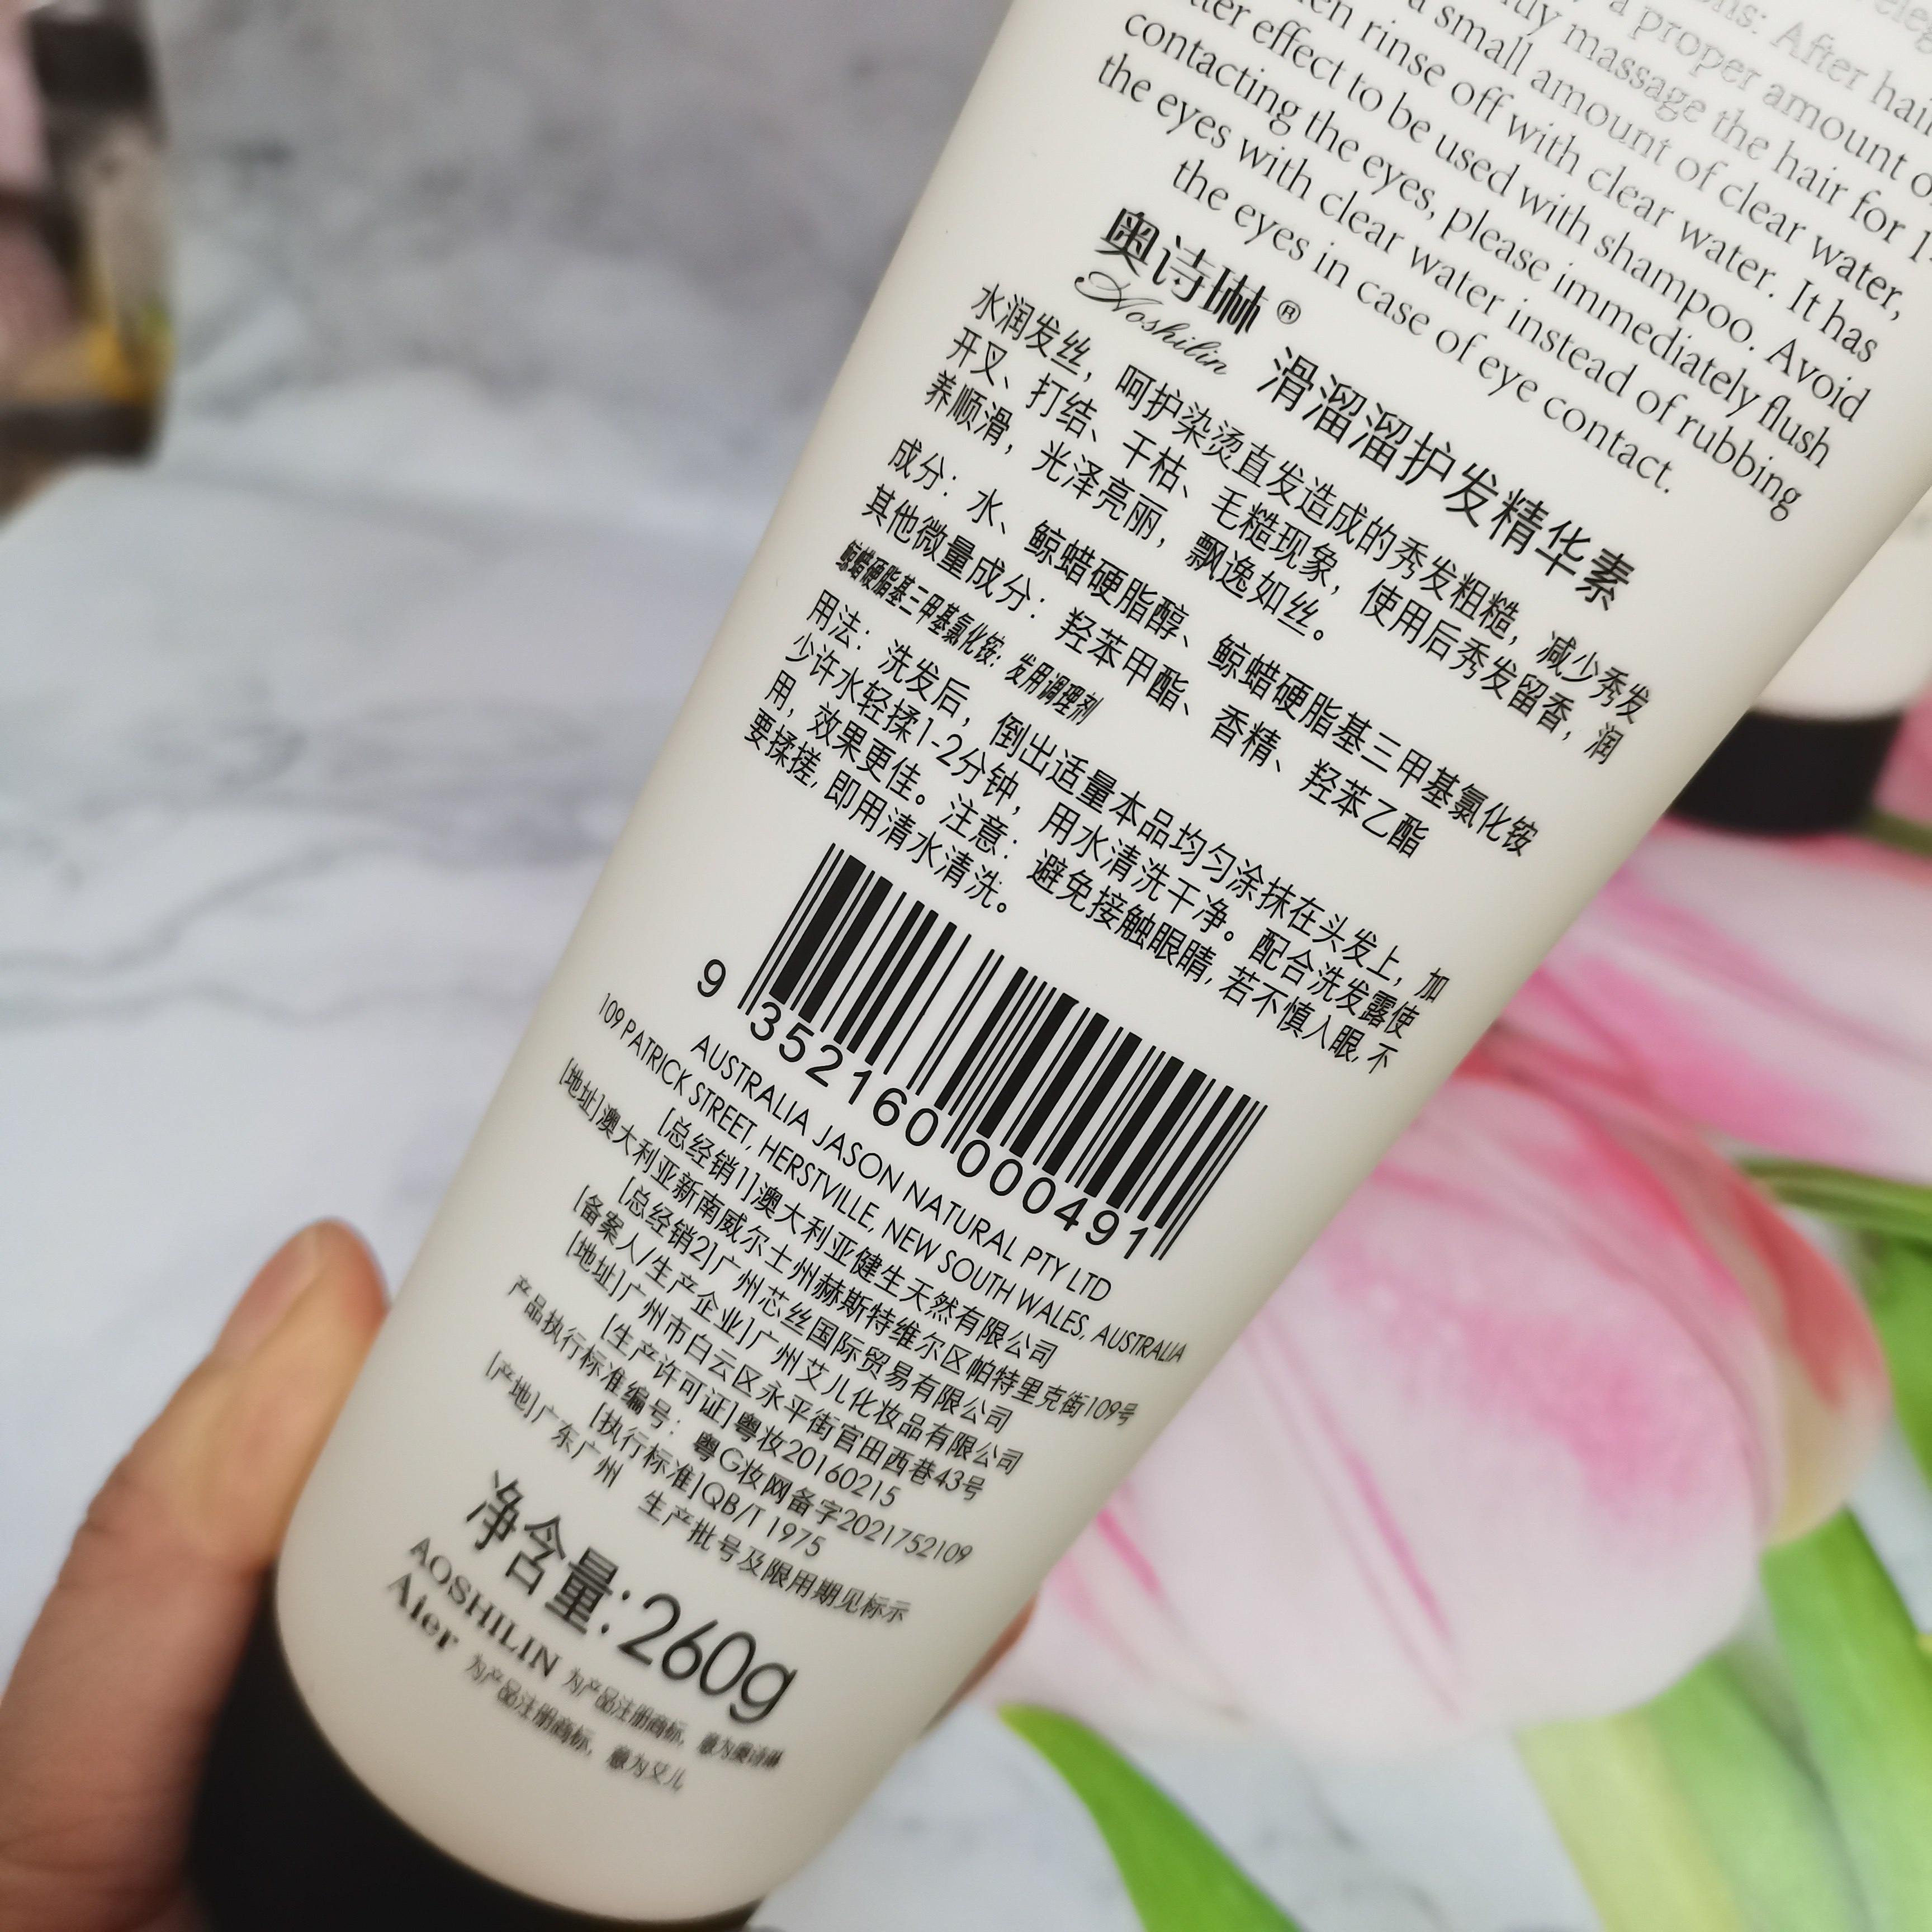 ons: After hair
a proper amount o
ntly massage the hair for 1
a small amount of clear water,
en rinse off with clear water. It has
tter effect to be used with shampoo. Avoid
contacting the eyes, please immediately flush
the eyes with clear water instead of rubbing
the eyes in case of eye contact.
奥诗琳®
Aoshilin
滑溜溜护发精华素
水润发丝，呵护染烫直发造成的秀发粗糙，减少秀发
开叉、打结、干枯、毛糙现象，使用后秀发留香，润
养顺滑，光泽亮丽，飘逸如丝。
成分：水、鲸蜡硬脂醇、鲸蜡硬脂基三甲基氯化铵
其他微量成分：羟苯甲酯、香精、羟苯乙酯
鲸蜡硬脂基三甲基氯化铵：发用调理剂
用法：洗发后，倒出适量本品均匀涂抹在头发上，加
少许水轻揉1-2分钟，用水清洗干净。配合洗发露使
用，效果更佳。注意：避免接触眼睛,若不慎入眼,不
要揉搓,即用清水清洗。
9 352160 000491
AUSTRALIA JASON NATURAL PTY LTD
109 PATRICK STREET, HERSTVILLE, NEW SOUTH WALES, AUSTRALIA
[总经销1]澳大利亚健生天然有限公司
[地址]澳大利亚新南威尔士州赫斯特维尔区帕特里克街109号
[总经销2]广州芯丝国际贸易有限公司
[备案人/生产企业]广州艾儿化妆品有限公司
[地址]广州市白云区永平街官田西巷43号
[生产许可证]粤妆20160215
产品执行标准编号：粤G妆网备字2021752109
[执行标准]QB/T 1975
[产地]广东广州 生产批号及限用期见标示
净含量:260g
AOSHILIN 为产品注册商标，意为奥诗琳
Aier 为产品注册商标，意为艾儿